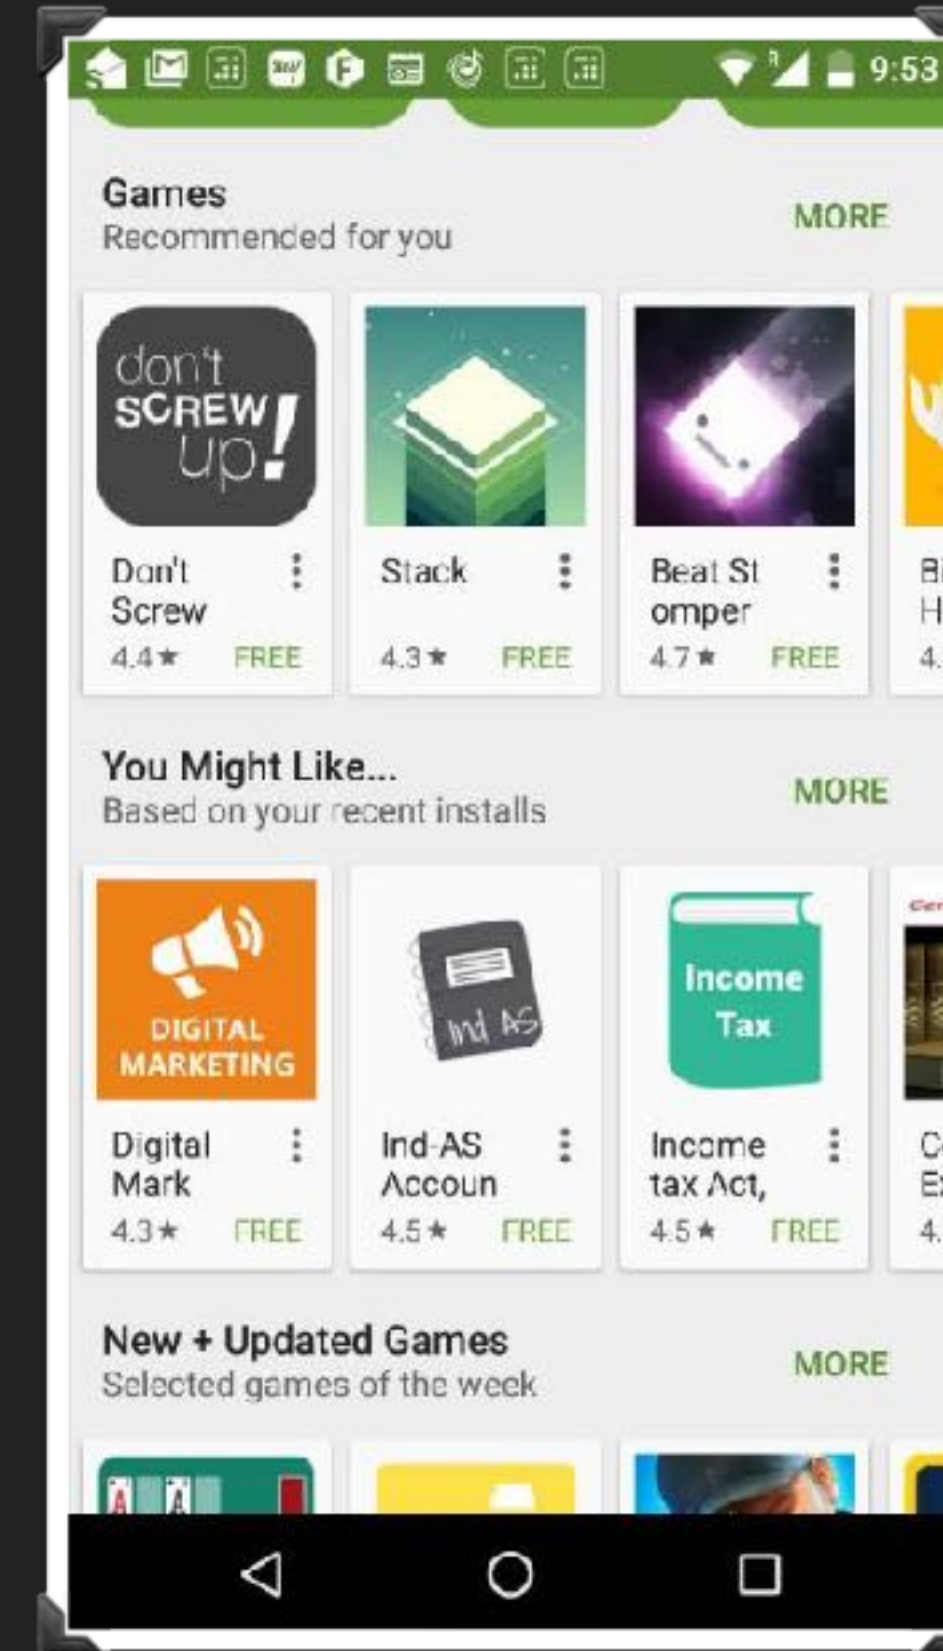 9:53
Games
Recommended for you
MORE
don't
SCREW
up!
Don't
Screw
4.4★ FREE
Stack
4.3★ FREE
Beat St
omper
4.7★ FREE
You Might Like...
Based on your recent installs
MORE
DIGITAL
MARKETING
Digital
Mark
4.3★ FREE
Ind AS
Ind-AS
Accoun
4.5★ FREE
Income
Tax
Income
tax Act,
4.5★ FREE
New + Updated Games
Selected games of the week
MORE